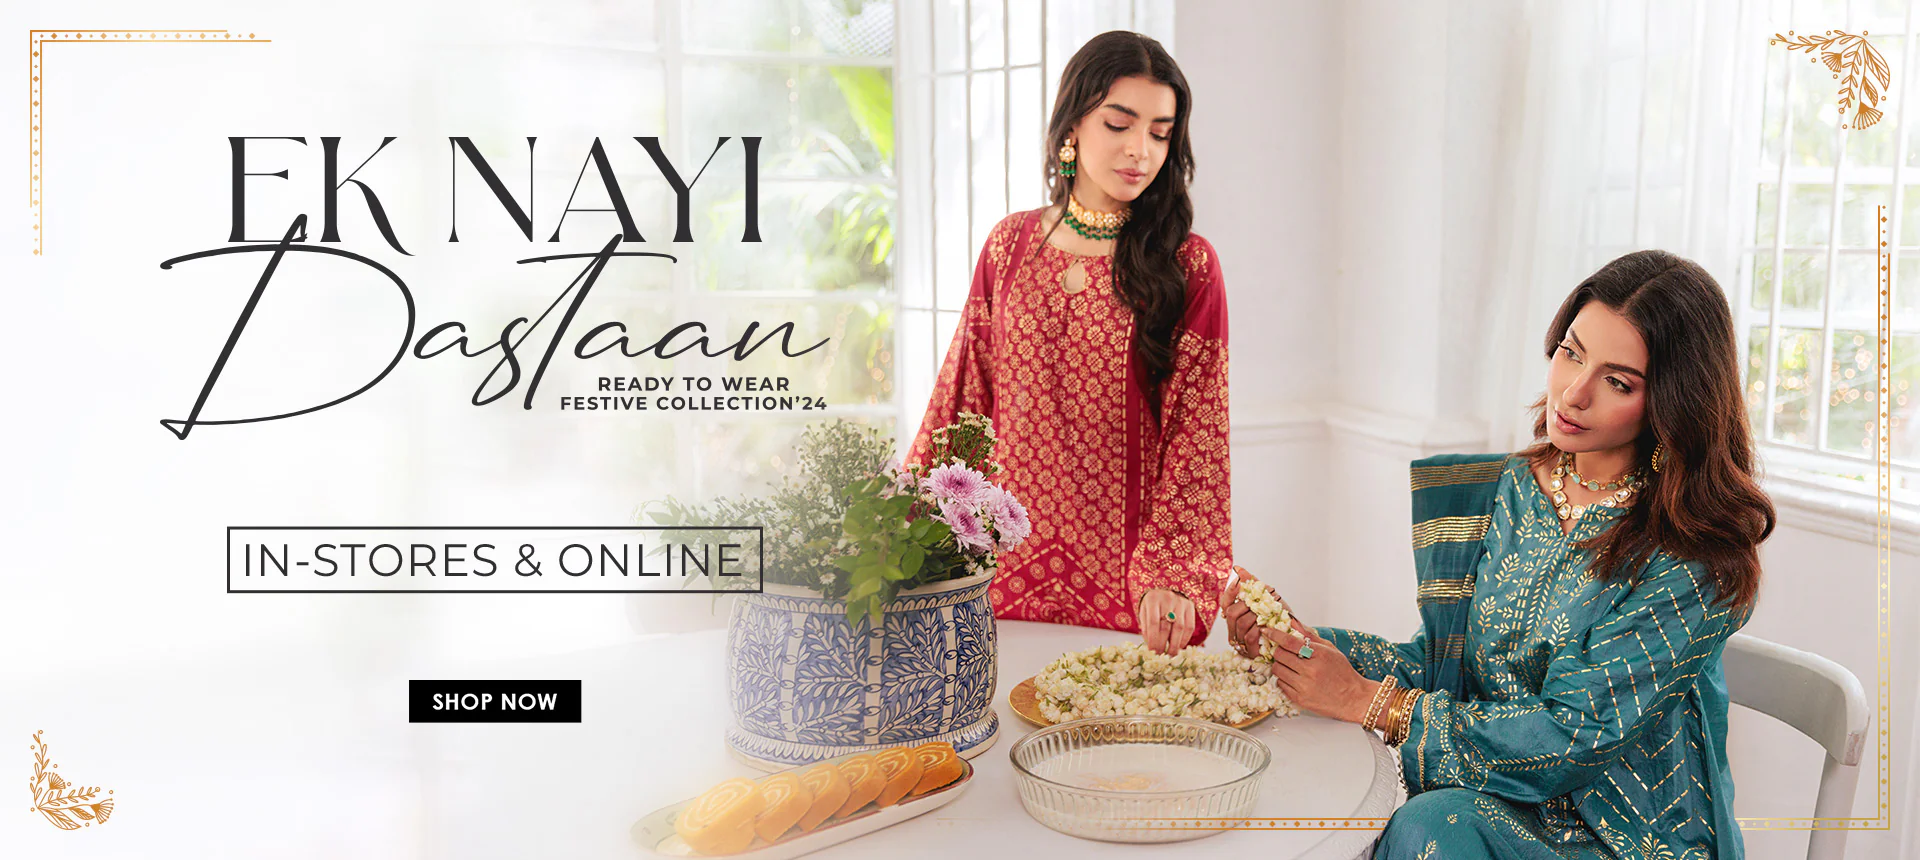 EK NAYI
Dastaan
READY TO WEAR
FESTIVE COLLECTION'24
IN-STORES & ONLINE
SHOP NOW